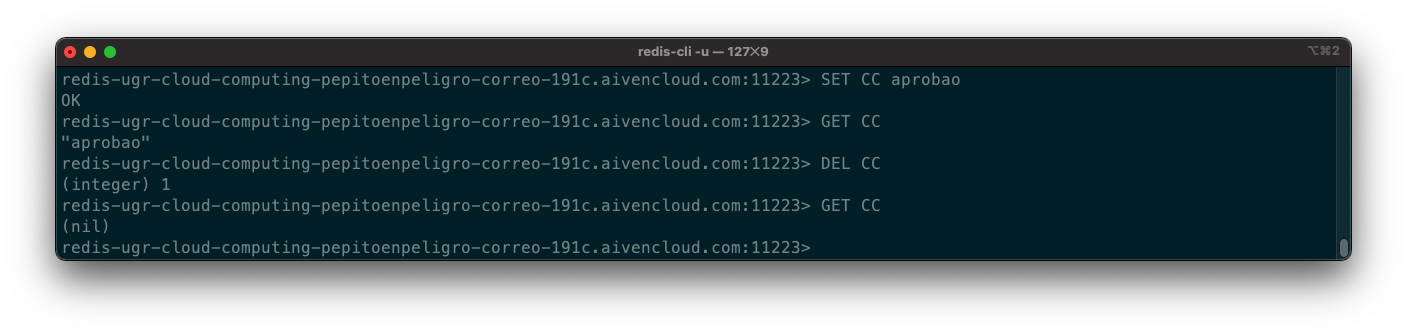 redis-cli -u — 127×9
⌥⌘2
redis-ugr-cloud-computing-pepitoenpeligro-correo-191c.aivencloud.com:11223> SET CC aprobao
OK
redis-ugr-cloud-computing-pepitoenpeligro-correo-191c.aivencloud.com:11223> GET CC
"aprobao"
redis-ugr-cloud-computing-pepitoenpeligro-correo-191c.aivencloud.com:11223> DEL CC
(integer) 1
redis-ugr-cloud-computing-pepitoenpeligro-correo-191c.aivencloud.com:11223> GET CC
(nil)
redis-ugr-cloud-computing-pepitoenpeligro-correo-191c.aivencloud.com:11223>